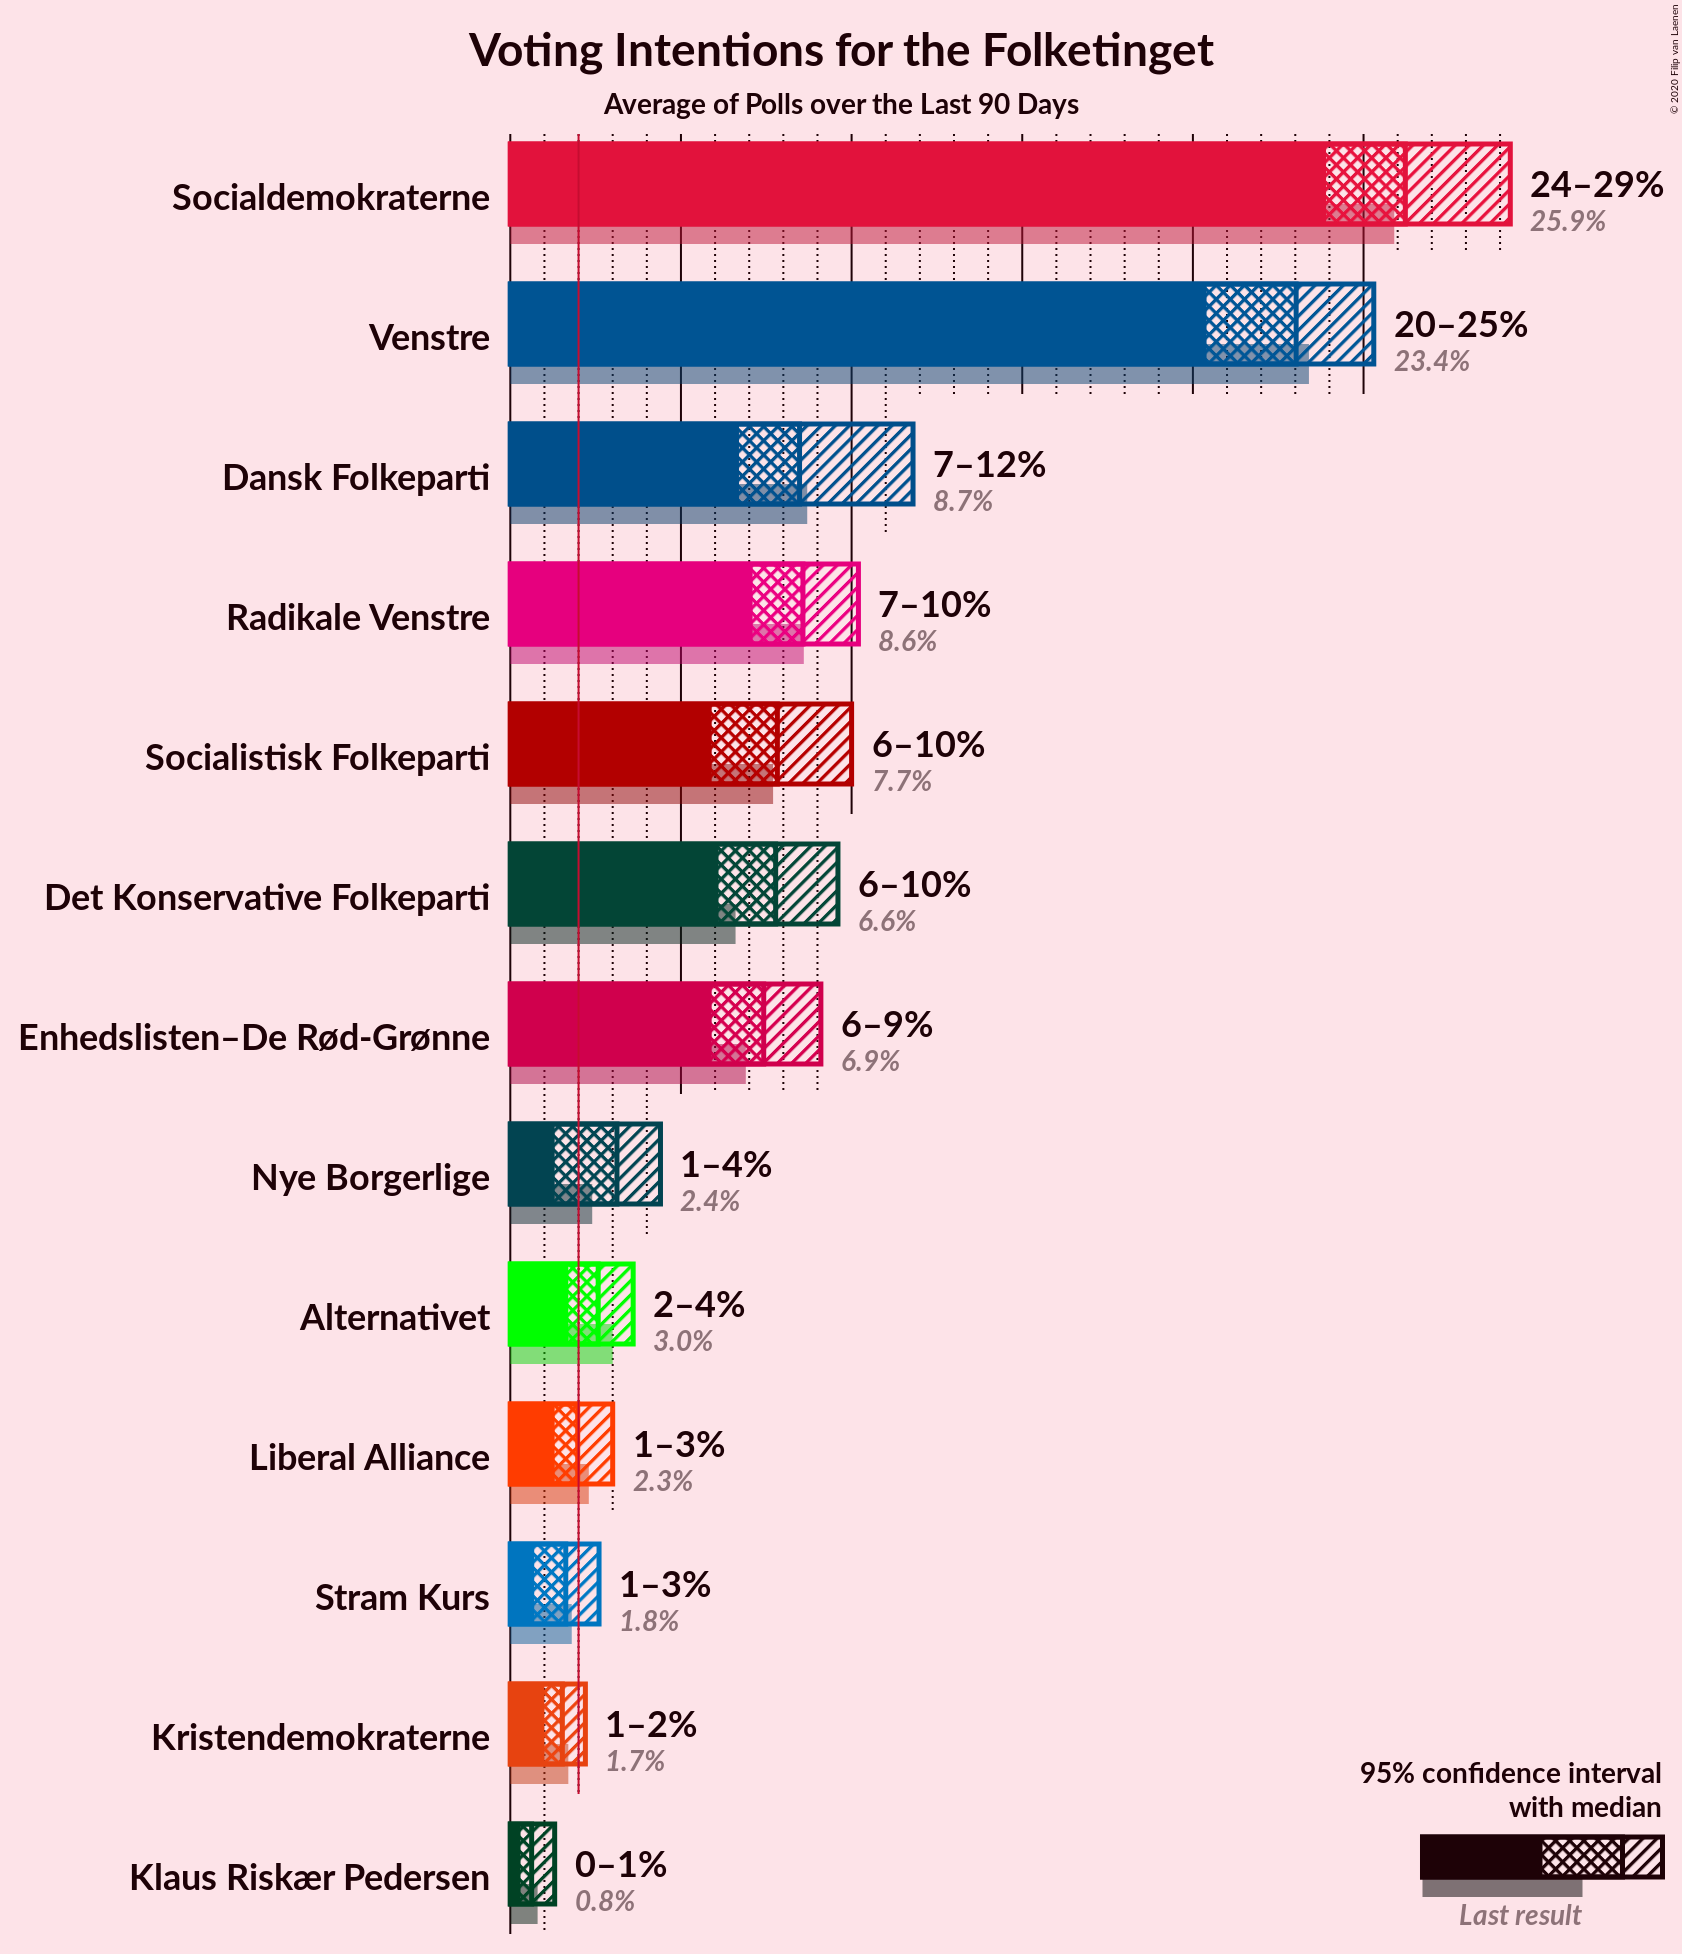 © 2020 Filip van Laenen
Voting Intentions for the Folketinget
Average of Polls over the Last 90 Days
Socialdemokraterne
24–29%
25.9%
Venstre
20–25%
23.4%
Dansk Folkeparti
7–12%
8.7%
Radikale Venstre
7–10%
8.6%
Socialistisk Folkeparti
6–10%
7.7%
Det Konservative Folkeparti
6–10%
6.6%
Enhedslisten–De Rød-Grønne
6–9%
6.9%
Nye Borgerlige
1–4%
2.4%
Alternativet
2–4%
3.0%
Liberal Alliance
1–3%
2.3%
Stram Kurs
1–3%
1.8%
Kristendemokraterne
1–2%
1.7%
Klaus Riskær Pedersen
0–1%
0.8%
95% confidence interval
with median
Last result